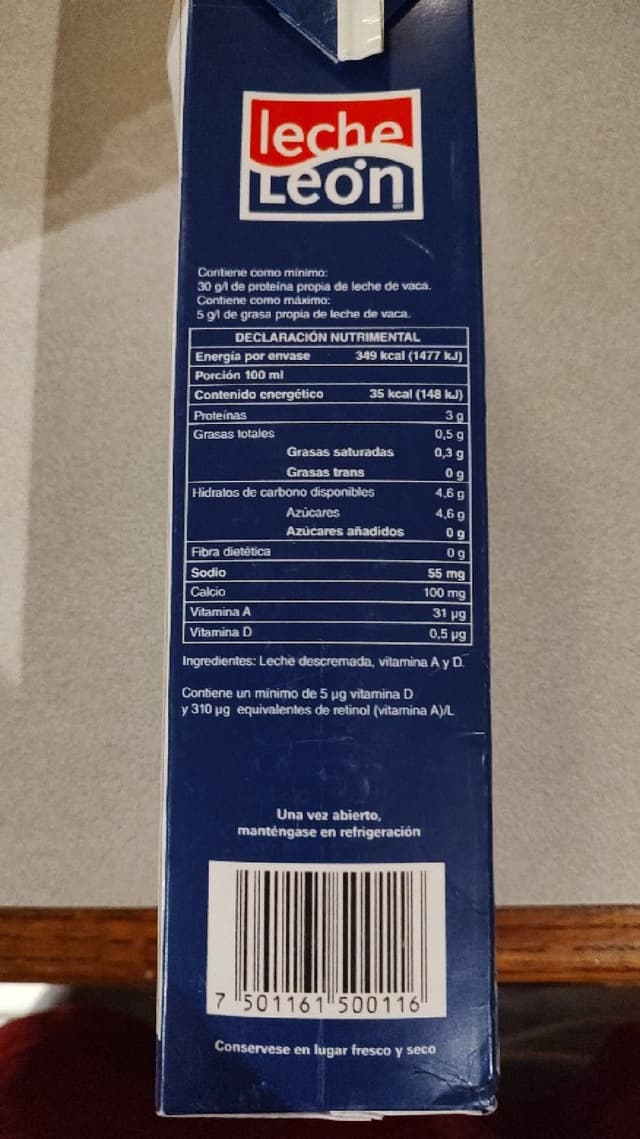 leche
León
Contiene como mínimo:
30 g/l de proteína propia de leche de vaca.
Contiene como máximo:
5 g/l de grasa propia de leche de vaca.
DECLARACIÓN NUTRIMENTAL
Energía por envase 349 kcal (1477 kJ)
Porción 100 ml
Contenido energético 35 kcal (148 kJ)
Proteínas 3 g
Grasas totales 0,5 g
Grasas saturadas 0,3 g
Grasas trans 0 g
Hidratos de carbono disponibles 4,6 g
Azúcares 4,6 g
Azúcares añadidos 0 g
Fibra dietética 0 g
Sodio 55 mg
Calcio 100 mg
Vitamina A 31 µg
Vitamina D 0,5 µg
Ingredientes: Leche descremada, vitamina A y D.
Contiene un mínimo de 5 µg vitamina D
y 310 µg equivalentes de retinol (vitamina A)/L
Una vez abierto,
manténgase en refrigeración
7 501161 500116
Conservese en lugar fresco y seco